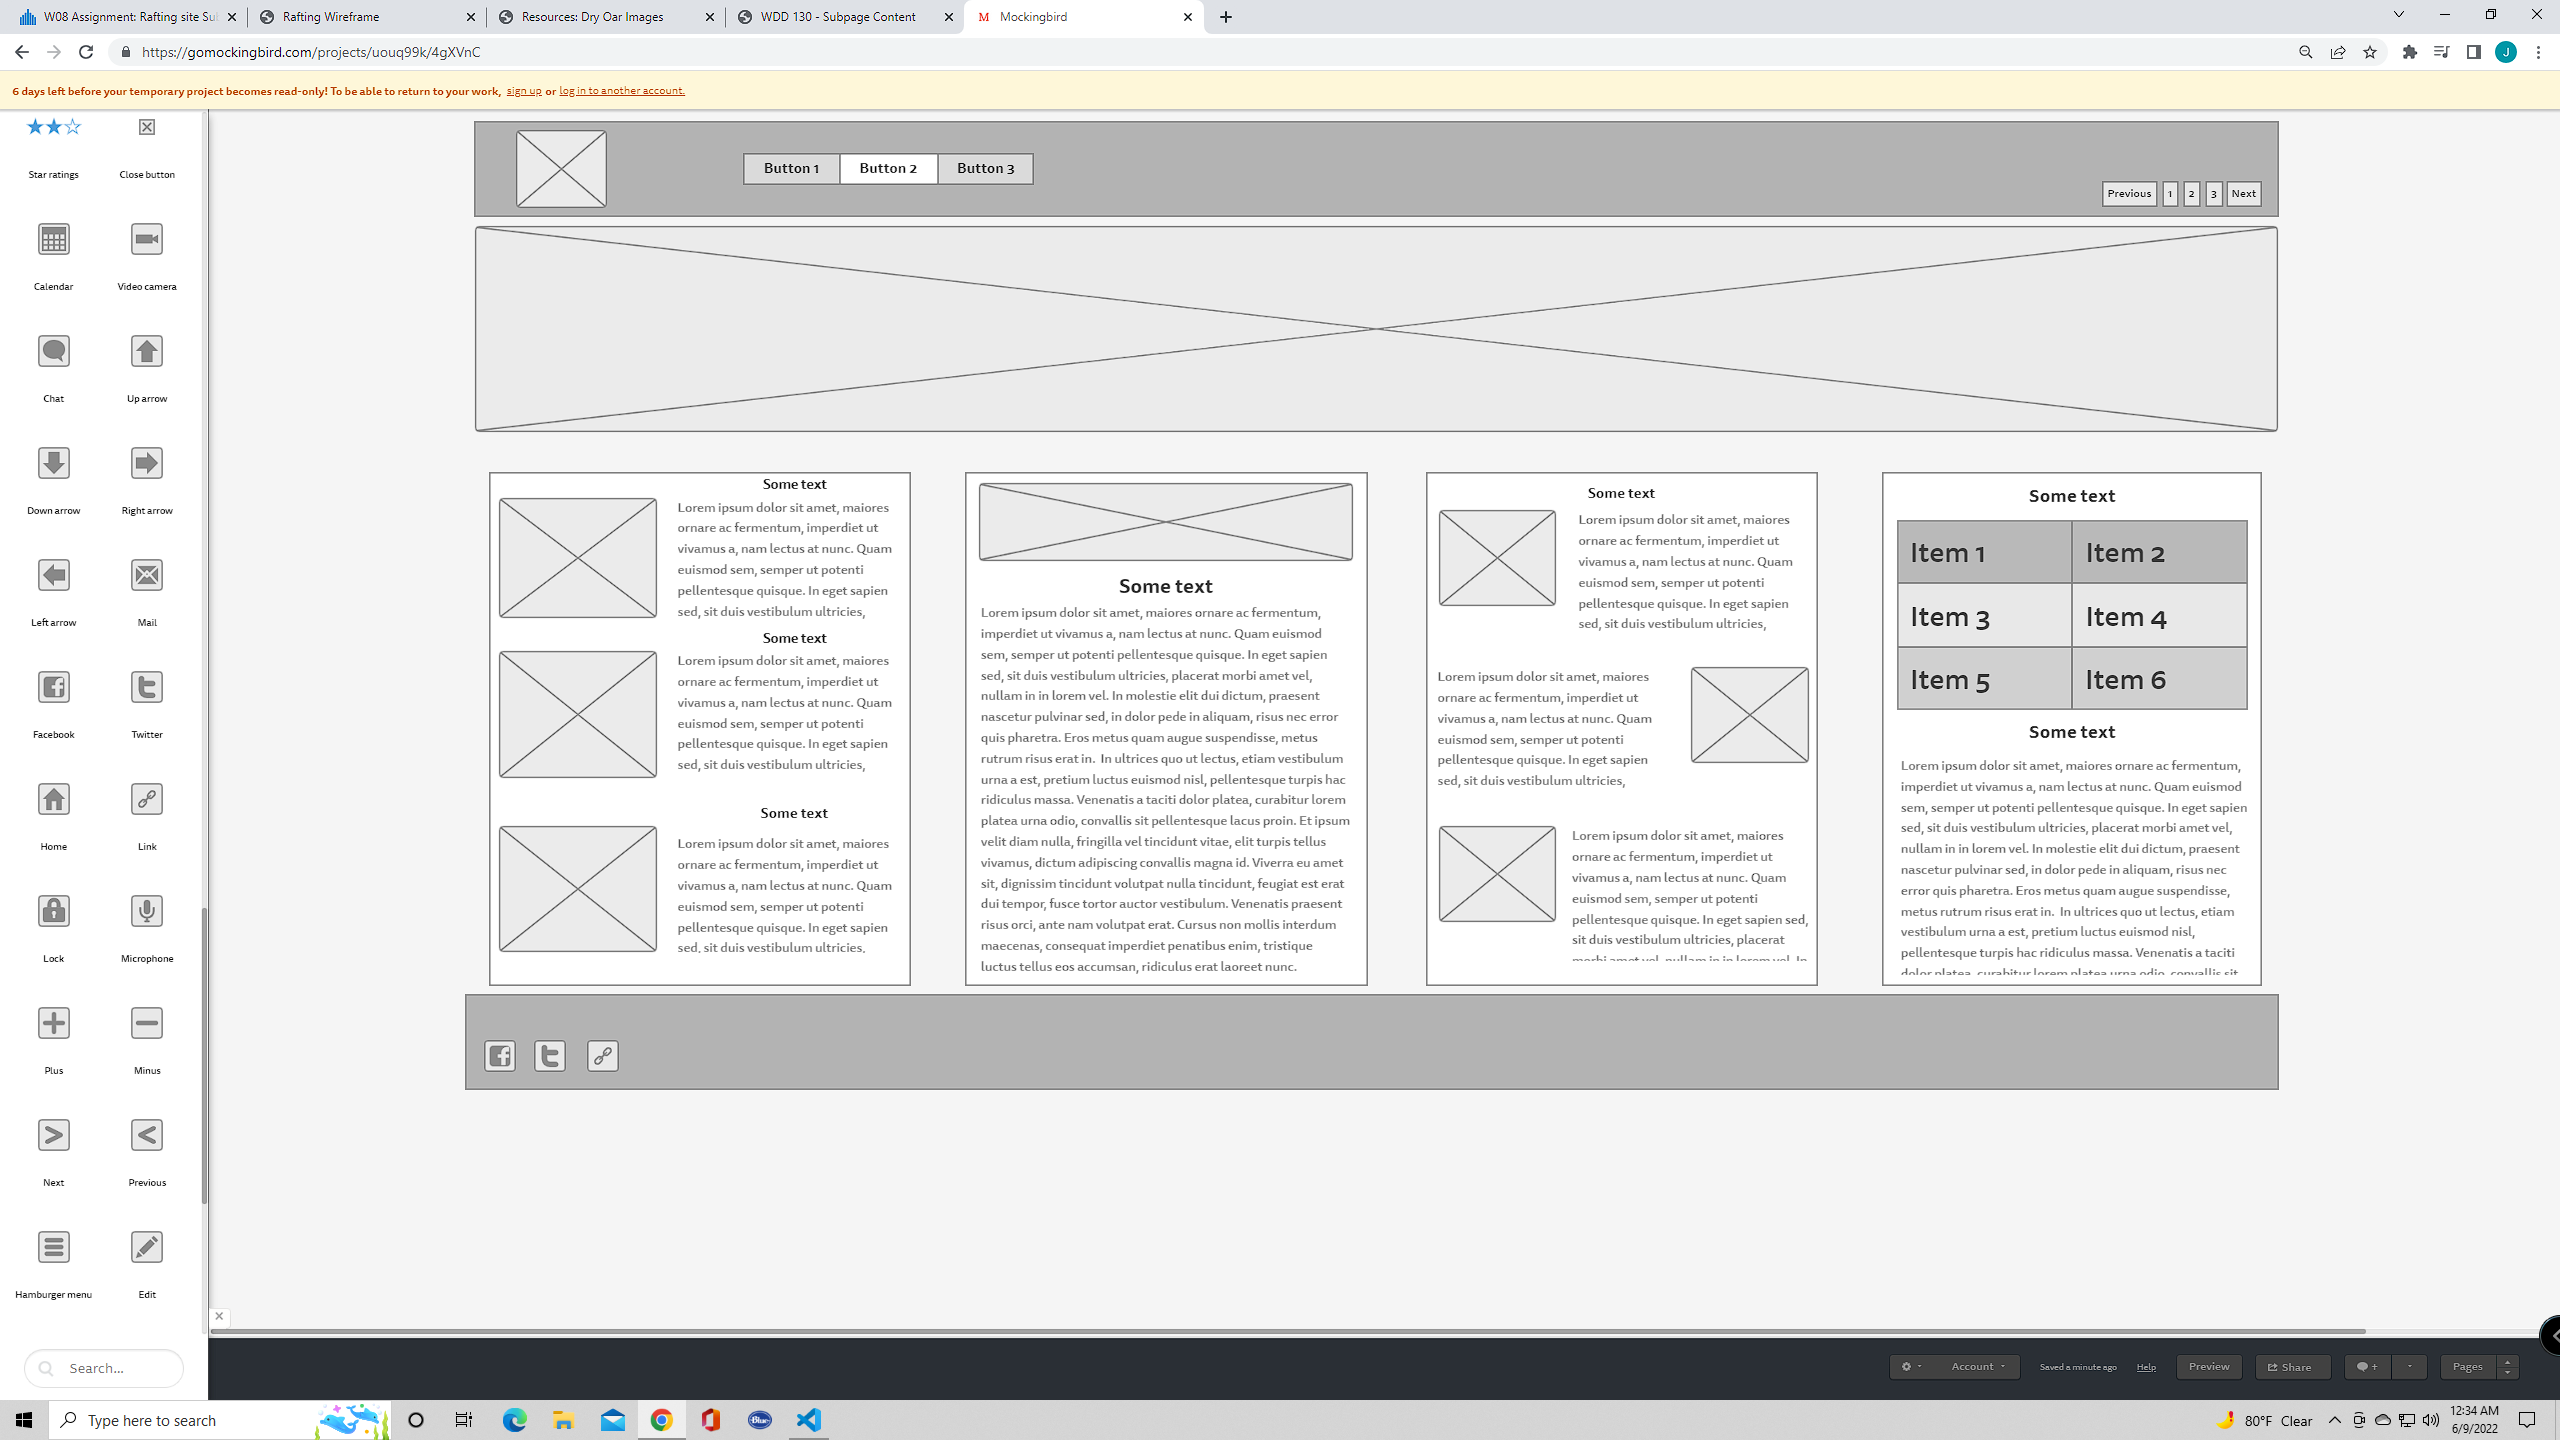 W08 Assignment: Rafting site Su
Rafting Wireframe
Resources: Dry Oar Images
WDD 130 - Subpage Content
M Mockingbird
https://gomockingbird.com/projects/uouq99k/4gXVnC
J
6 days left before your temporary project becomes read-only! To be able to return to your work, sign up or log in to another account.
Star ratings Close button
Calendar Video camera
Chat Up arrow
Down arrow Right arrow
Left arrow Mail
Facebook Twitter
Home Link
Lock Microphone
Plus Minus
Next Previous
Hamburger menu Edit
Search...
Button 1 Button 2 Button 3
Previous 1 2 3 Next
Some text
Lorem ipsum dolor sit amet, maiores
ornare ac fermentum, imperdiet ut
vivamus a, nam lectus at nunc. Quam
euismod sem, semper ut potenti
pellentesque quisque. In eget sapien
sed, sit duis vestibulum ultricies,
Some text
Lorem ipsum dolor sit amet, maiores
ornare ac fermentum, imperdiet ut
vivamus a, nam lectus at nunc. Quam
euismod sem, semper ut potenti
pellentesque quisque. In eget sapien
sed, sit duis vestibulum ultricies,
Some text
Lorem ipsum dolor sit amet, maiores
ornare ac fermentum, imperdiet ut
vivamus a, nam lectus at nunc. Quam
euismod sem, semper ut potenti
pellentesque quisque. In eget sapien
sed, sit duis vestibulum ultricies,
Some text
Lorem ipsum dolor sit amet, maiores ornare ac fermentum,
imperdiet ut vivamus a, nam lectus at nunc. Quam euismod
sem, semper ut potenti pellentesque quisque. In eget sapien
sed, sit duis vestibulum ultricies, placerat morbi amet vel,
nullam in in lorem vel. In molestie elit dui dictum, praesent
nascetur pulvinar sed, in dolor pede in aliquam, risus nec error
quis pharetra. Eros metus quam augue suspendisse, metus
rutrum risus erat in. In ultrices quo ut lectus, etiam vestibulum
urna a est, pretium luctus euismod nisl, pellentesque turpis hac
ridiculus massa. Venenatis a taciti dolor platea, curabitur lorem
platea urna odio, convallis sit pellentesque lacus proin. Et ipsum
velit diam nulla, fringilla vel tincidunt vitae, elit turpis tellus
vivamus, dictum adipiscing convallis magna id. Viverra eu amet
sit, dignissim tincidunt volutpat nulla tincidunt, feugiat est erat
dui tempor, fusce tortor auctor vestibulum. Venenatis praesent
risus orci, ante nam volutpat erat. Cursus non mollis interdum
maecenas, consequat imperdiet penatibus enim, tristique
luctus tellus eos accumsan, ridiculus erat laoreet nunc.
Some text
Lorem ipsum dolor sit amet, maiores
ornare ac fermentum, imperdiet ut
vivamus a, nam lectus at nunc. Quam
euismod sem, semper ut potenti
pellentesque quisque. In eget sapien
sed, sit duis vestibulum ultricies,
Lorem ipsum dolor sit amet, maiores
ornare ac fermentum, imperdiet ut
vivamus a, nam lectus at nunc. Quam
euismod sem, semper ut potenti
pellentesque quisque. In eget sapien
sed, sit duis vestibulum ultricies,
Lorem ipsum dolor sit amet, maiores
ornare ac fermentum, imperdiet ut
vivamus a, nam lectus at nunc. Quam
euismod sem, semper ut potenti
pellentesque quisque. In eget sapien sed,
sit duis vestibulum ultricies, placerat
morbi amet vel, nullam in in lorem vel. In
Some text
Item 1 Item 2
Item 3 Item 4
Item 5 Item 6
Some text
Lorem ipsum dolor sit amet, maiores ornare ac fermentum,
imperdiet ut vivamus a, nam lectus at nunc. Quam euismod
sem, semper ut potenti pellentesque quisque. In eget sapien
sed, sit duis vestibulum ultricies, placerat morbi amet vel,
nullam in in lorem vel. In molestie elit dui dictum, praesent
nascetur pulvinar sed, in dolor pede in aliquam, risus nec
error quis pharetra. Eros metus quam augue suspendisse,
metus rutrum risus erat in. In ultrices quo ut lectus, etiam
vestibulum urna a est, pretium luctus euismod nisl,
pellentesque turpis hac ridiculus massa. Venenatis a taciti
dolor platea, curabitur lorem platea urna odio, convallis sit
Account Saved a minute ago Help Preview Share + Pages
Type here to search
Blue
80°F Clear
12:34 AM
6/9/2022